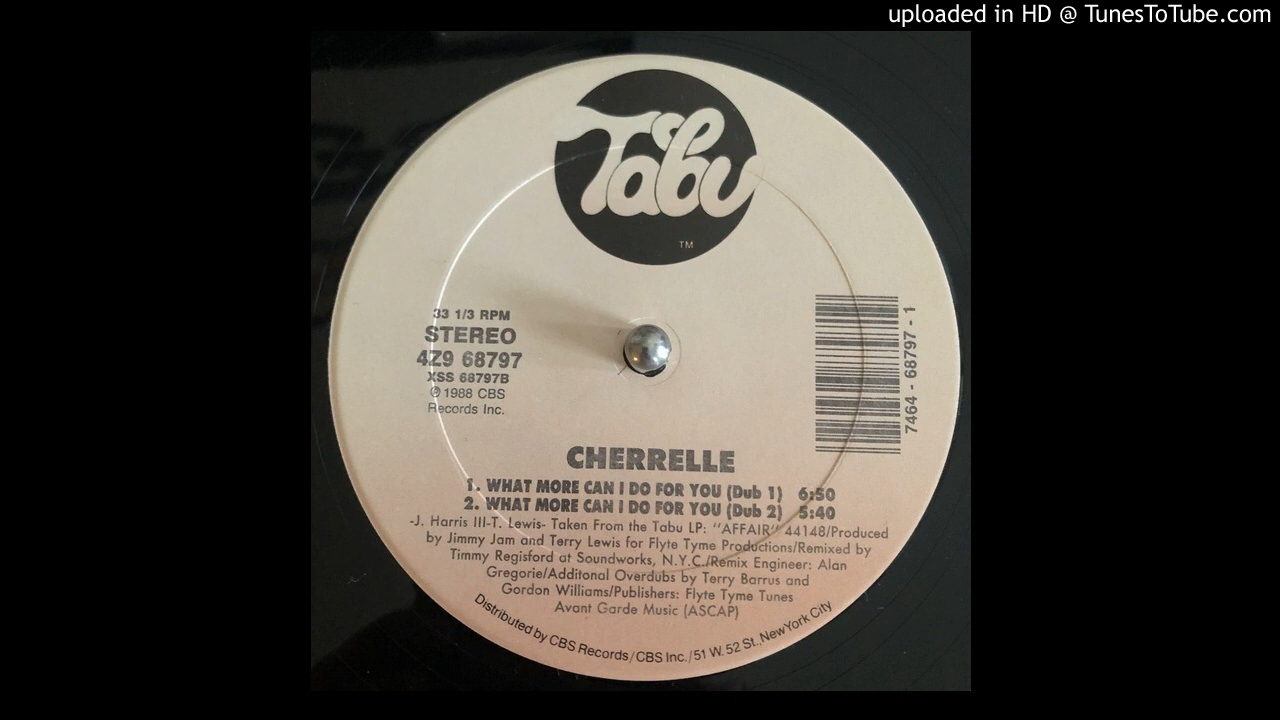 uploaded in HD @ TunesToTube.com
Tabu
TM
33 1/3 RPM
STEREO
4Z9 68797
XSS 68797B
℗ 1988 CBS
Records Inc.
7464 - 68797 - 1
CHERRELLE
1. WHAT MORE CAN I DO FOR YOU (Dub 1) 6:50
2. WHAT MORE CAN I DO FOR YOU (Dub 2) 5:40
-J. Harris III-T. Lewis- Taken From the Tabu LP: "AFFAIR" 44148/Produced
by Jimmy Jam and Terry Lewis for Flyte Tyme Productions/Remixed by
Timmy Regisford at Soundworks, N.Y.C./Remix Engineer: Alan
Gregorie/Additonal Overdubs by Terry Barrus and
Gordon Williams/Publishers: Flyte Tyme Tunes
Avant Garde Music (ASCAP)
Distributed by CBS Records/CBS Inc./51 W. 52 St., New York City